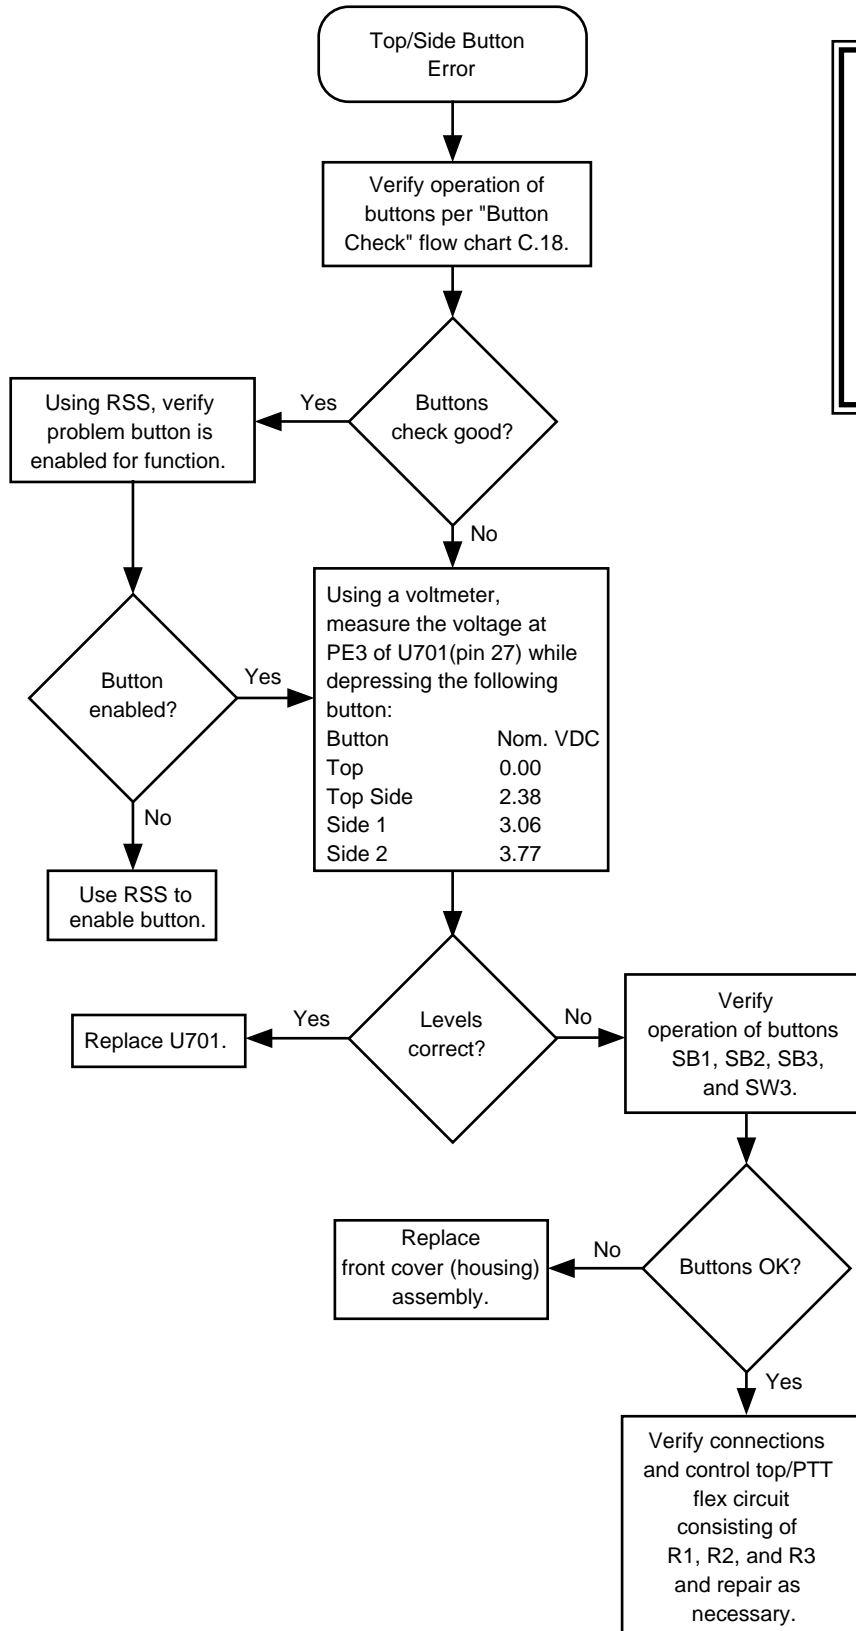 Top/Side Button
Error
Verify operation of
buttons per "Button
Check" flow chart C.18.
Buttons
check good?
Yes
Using RSS, verify
problem button is
enabled for function.
No
Button
enabled?
Yes
No
Use RSS to
enable button.
Using a voltmeter,
measure the voltage at
PE3 of U701(pin 27) while
depressing the following
button:
Button Nom. VDC
Top 0.00
Top Side 2.38
Side 1 3.06
Side 2 3.77
Levels
correct?
Yes
Replace U701.
No
Verify
operation of buttons
SB1, SB2, SB3,
and SW3.
Buttons OK?
No
Replace
front cover (housing)
assembly.
Yes
Verify connections
and control top/PTT
flex circuit
consisting of
R1, R2, and R3
and repair as
necessary.